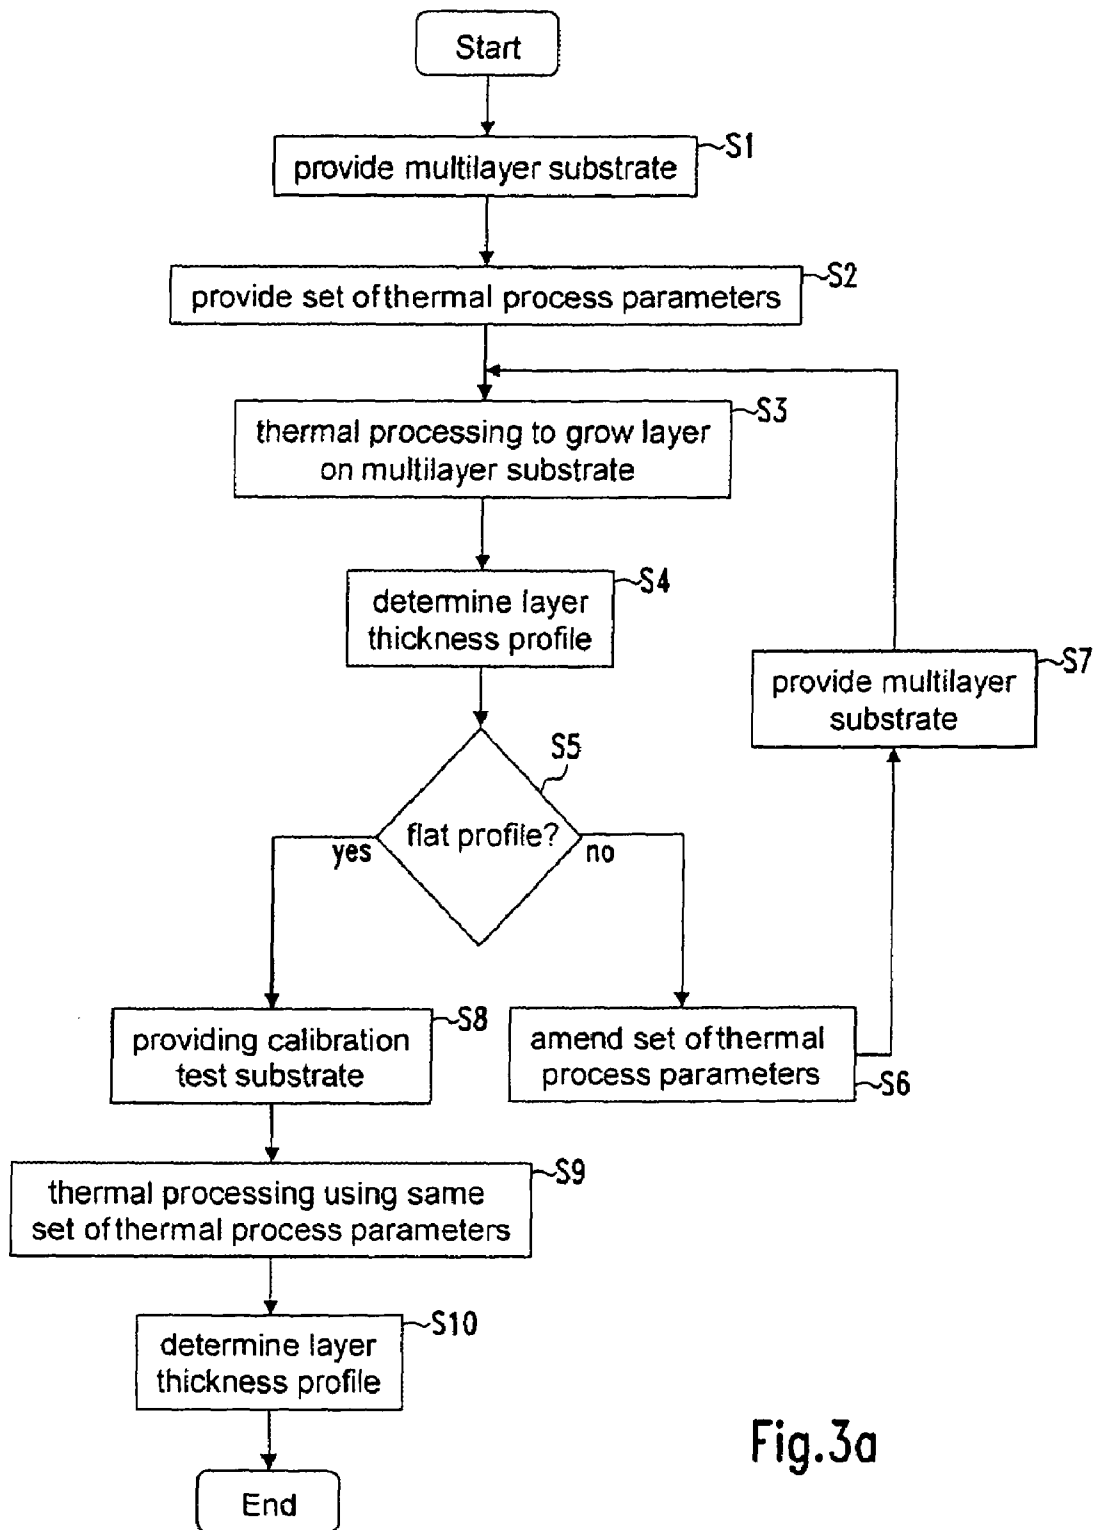 Start
provide multilayer substrate
S1
provide set of thermal process parameters
S2
thermal processing to grow layer
on multilayer substrate
S3
determine layer
thickness profile
S4
provide multilayer
substrate
S7
flat profile?
S5
yes
no
providing calibration
test substrate
S8
amend set of thermal
process parameters
S6
thermal processing using same
set of thermal process parameters
S9
determine layer
thickness profile
S10
End
Fig.3a